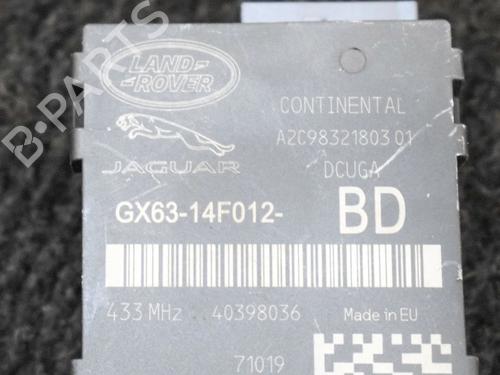 LAND-
-ROVER
JAGUAR
CONTINENTAL
A2C98321803 01
DCUGA
GX63-14F012- BD
433 MHz 40398036 Made in EU
71019
B-PARTS